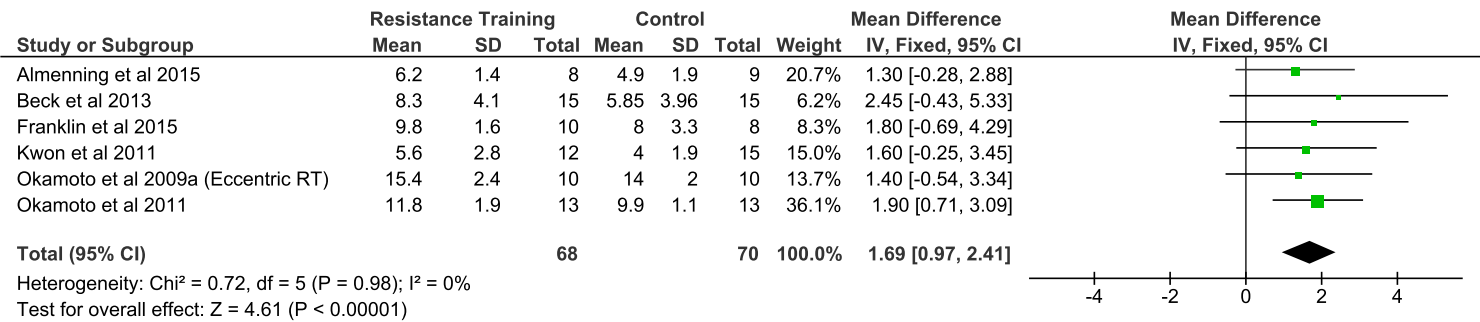 Resistance Training Control Mean Difference Mean Difference
Study or Subgroup Mean SD Total Mean SD Total Weight IV, Fixed, 95% CI IV, Fixed, 95% CI
Almenning et al 2015 6.2 1.4 8 4.9 1.9 9 20.7% 1.30 [-0.28, 2.88]
Beck et al 2013 8.3 4.1 15 5.85 3.96 15 6.2% 2.45 [-0.43, 5.33]
Franklin et al 2015 9.8 1.6 10 8 3.3 8 8.3% 1.80 [-0.69, 4.29]
Kwon et al 2011 5.6 2.8 12 4 1.9 15 15.0% 1.60 [-0.25, 3.45]
Okamoto et al 2009a (Eccentric RT) 15.4 2.4 10 14 2 10 13.7% 1.40 [-0.54, 3.34]
Okamoto et al 2011 11.8 1.9 13 9.9 1.1 13 36.1% 1.90 [0.71, 3.09]
Total (95% CI) 68 70 100.0% 1.69 [0.97, 2.41]
Heterogeneity: Chi² = 0.72, df = 5 (P = 0.98); I² = 0%
Test for overall effect: Z = 4.61 (P < 0.00001)
-4 -2 0 2 4